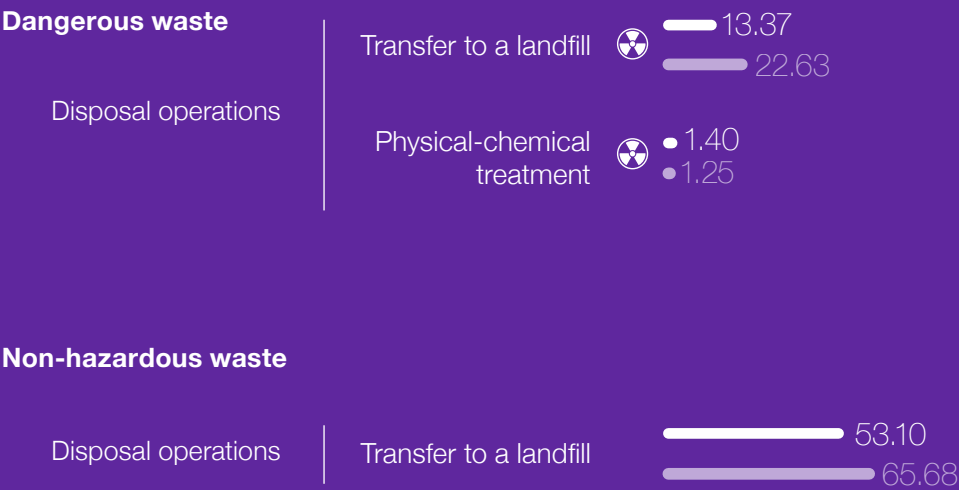 Dangerous waste
Disposal operations
Transfer to a landfill
13.37
22.63
Physical-chemical
treatment
1.40
1.25
Non-hazardous waste
Disposal operations
Transfer to a landfill
53.10
65.68